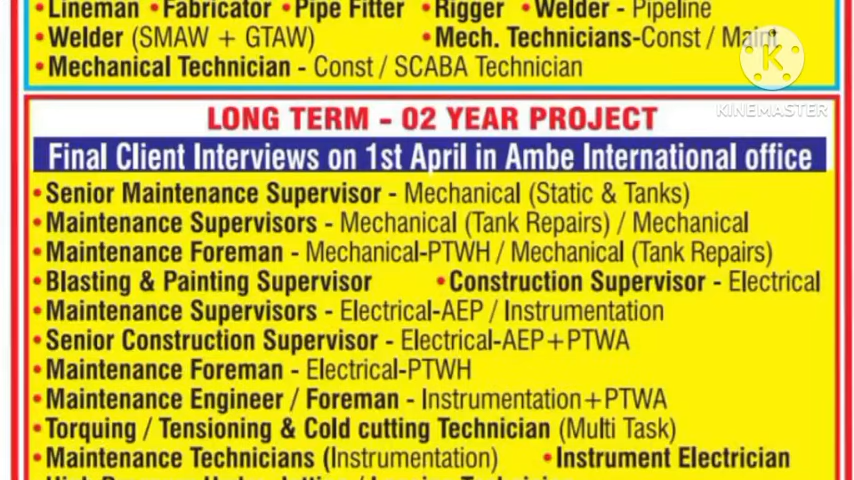 •Lineman •Fabricator •Pipe Fitter •Rigger •Welder - Pipeline
•Welder (SMAW + GTAW) •Mech. Technicians-Const / Maint
•Mechanical Technician - Const / SCABA Technician
KINEMASTER
LONG TERM - 02 YEAR PROJECT
Final Client Interviews on 1st April in Ambe International office
•Senior Maintenance Supervisor - Mechanical (Static & Tanks)
•Maintenance Supervisors - Mechanical (Tank Repairs) / Mechanical
•Maintenance Foreman - Mechanical-PTWH / Mechanical (Tank Repairs)
•Blasting & Painting Supervisor •Construction Supervisor - Electrical
•Maintenance Supervisors - Electrical-AEP / Instrumentation
•Senior Construction Supervisor - Electrical-AEP+PTWA
•Maintenance Foreman - Electrical-PTWH
•Maintenance Engineer / Foreman - Instrumentation+PTWA
•Torquing / Tensioning & Cold cutting Technician (Multi Task)
•Maintenance Technicians (Instrumentation) •Instrument Electrician